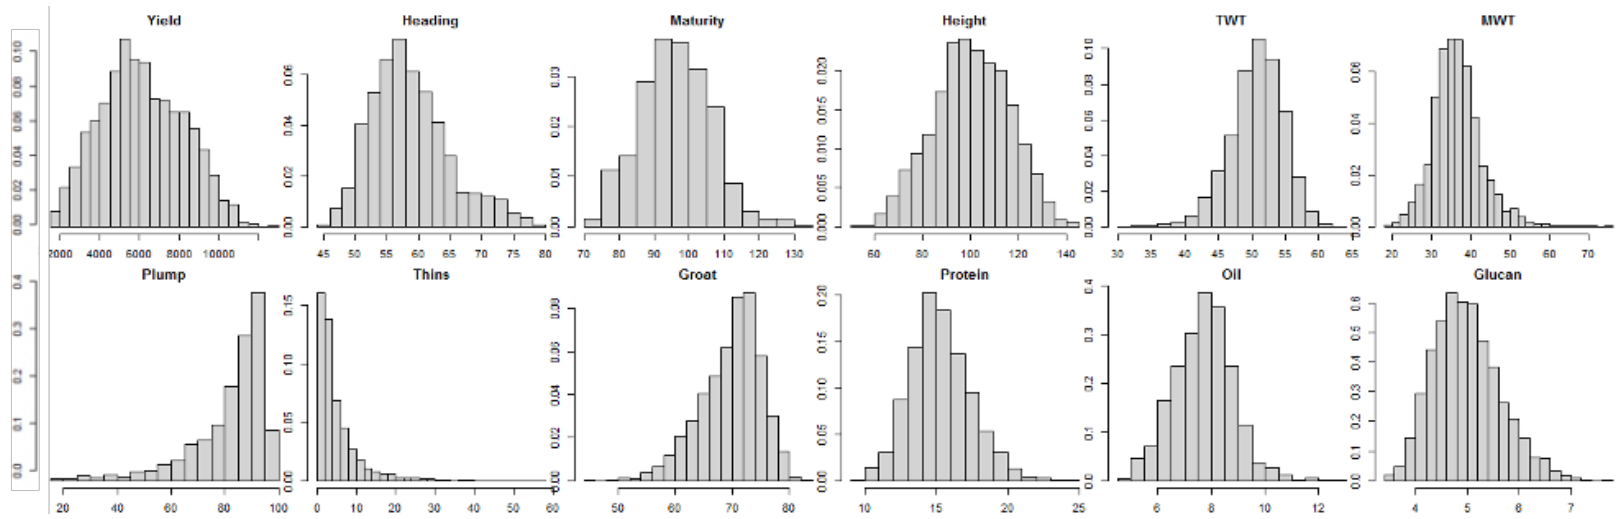 Yield Heading Maturity Height TWT MWT
0.00 0.02 0.04 0.06 0.08 0.10
0.00 0.02 0.04 0.06
0.00 0.01 0.02 0.03
0.000 0.005 0.010 0.015 0.020
0.00 0.02 0.04 0.06 0.08 0.10
0.00 0.02 0.04 0.06
2000 4000 6000 8000 10000
45 50 55 60 65 70 75 80
70 80 90 100 110 120 130
60 80 100 120 140
30 35 40 45 50 55 60 65
20 30 40 50 60 70
Plump Thins Groat Protein Oil Glucan
0.0 0.1 0.2 0.3 0.4
0.00 0.05 0.10 0.15
0.00 0.02 0.04 0.06 0.08
0.00 0.05 0.10 0.15 0.20
0.0 0.1 0.2 0.3 0.4
0.0 0.1 0.2 0.3 0.4 0.5 0.6
20 40 60 80 100
0 10 20 30 40 50 60
50 60 70 80
10 15 20 25
6 8 10 12
4 5 6 7